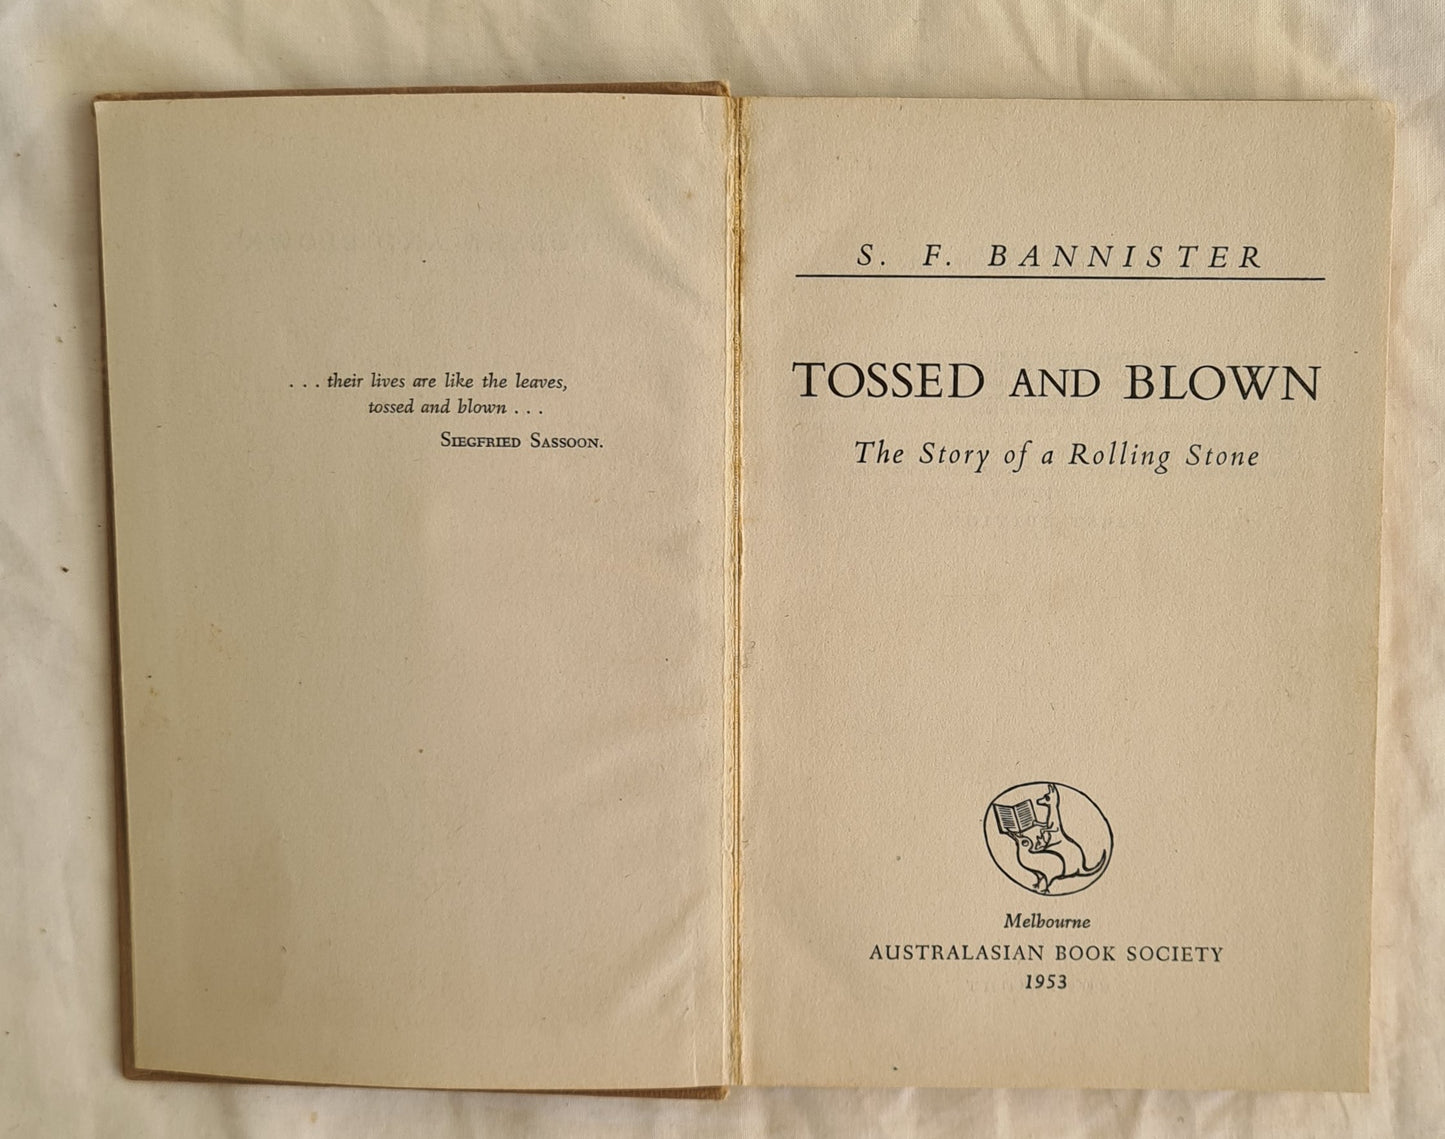 . . . their lives are like the leaves,
tossed and blown . . .
SIEGFRIED SASSOON.
S. F. BANNISTER
TOSSED AND BLOWN
The Story of a Rolling Stone
Melbourne
AUSTRALASIAN BOOK SOCIETY
1953